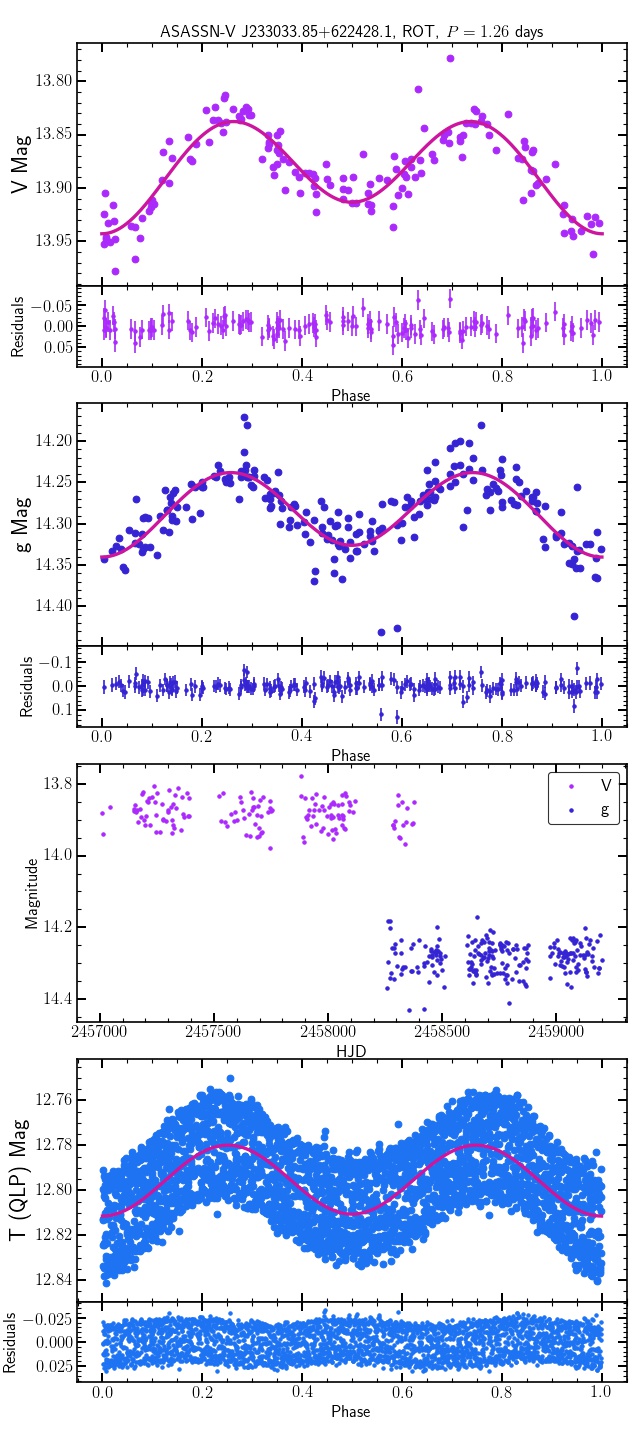 ASASSN-V J233033.85+622428.1, ROT, P = 1.26 days
V Mag
13.80
13.85
13.90
13.95
Residuals
−0.05
0.00
0.05
0.0 0.2 0.4 0.6 0.8 1.0
Phase
g Mag
14.20
14.25
14.30
14.35
14.40
Residuals
−0.1
0.0
0.1
0.0 0.2 0.4 0.6 0.8 1.0
Phase
Magnitude
13.8
14.0
14.2
14.4
V
g
2457000 2457500 2458000 2458500 2459000
HJD
T (QLP) Mag
12.76
12.78
12.80
12.82
12.84
Residuals
−0.025
0.000
0.025
0.0 0.2 0.4 0.6 0.8 1.0
Phase